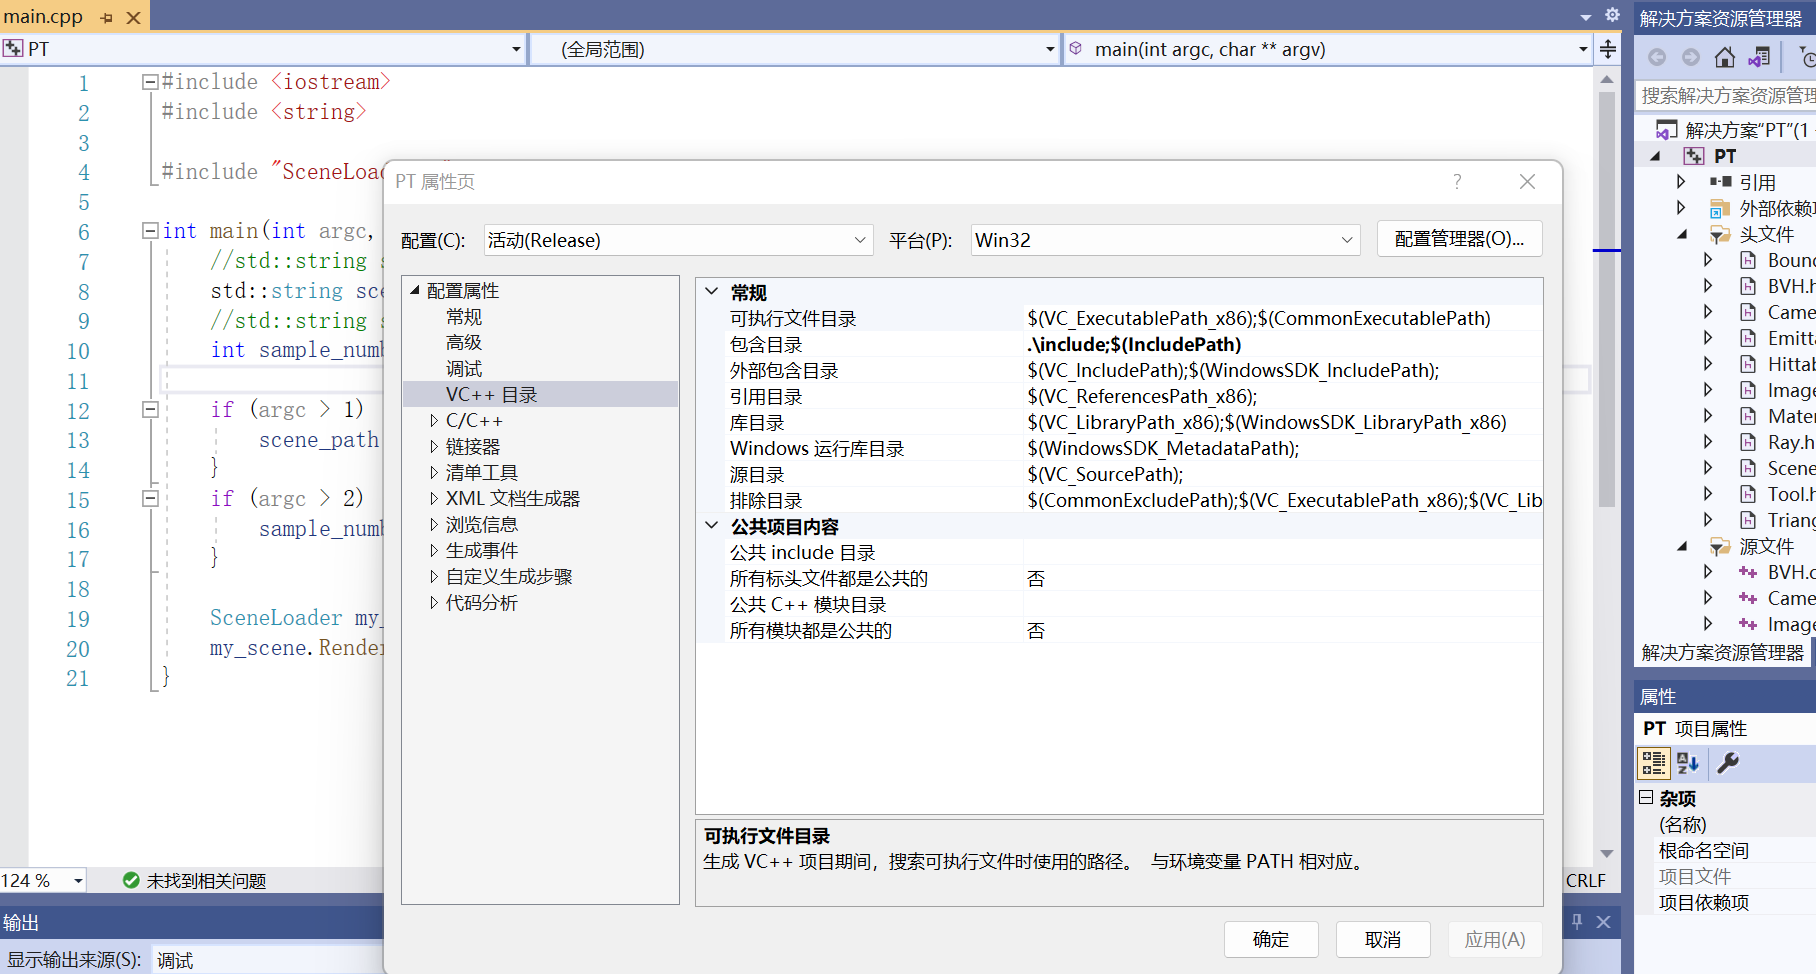 main.cpp
PT
(全局范围)
main(int argc, char ** argv)
1 #include <iostream>
2 #include <string>
3
4 #include "SceneLoa
5
6 int main(int argc,
7 //std::string
8 std::string sce
9 //std::string
10 int sample_num
11
12 if (argc > 1)
13 scene_path
14 }
15 if (argc > 2)
16 sample_num
17 }
18
19 SceneLoader my_
20 my_scene.Render
21 }
124 %
未找到相关问题
CRLF
输出
显示输出来源(S): 调试
PT 属性页
配置(C): 活动(Release)
平台(P): Win32
配置管理器(O)...
配置属性
常规
高级
调试
VC++ 目录
C/C++
链接器
清单工具
XML 文档生成器
浏览信息
生成事件
自定义生成步骤
代码分析
常规
可执行文件目录 $(VC_ExecutablePath_x86);$(CommonExecutablePath)
包含目录 .\include;$(IncludePath)
外部包含目录 $(VC_IncludePath);$(WindowsSDK_IncludePath);
引用目录 $(VC_ReferencesPath_x86);
库目录 $(VC_LibraryPath_x86);$(WindowsSDK_LibraryPath_x86)
Windows 运行库目录 $(WindowsSDK_MetadataPath);
源目录 $(VC_SourcePath);
排除目录 $(CommonExcludePath);$(VC_ExecutablePath_x86);$(VC_Lib
公共项目内容
公共 include 目录
所有标头文件都是公共的 否
公共 C++ 模块目录
所有模块都是公共的 否
可执行文件目录
生成 VC++ 项目期间，搜索可执行文件时使用的路径。 与环境变量 PATH 相对应。
确定
取消
应用(A)
解决方案资源管理器
搜索解决方案资源管理
解决方案"PT"(1
PT
引用
外部依赖项
头文件
Boun
BVH.h
Came
Emitt
Hittab
Image
Mater
Ray.h
Scene
Tool.h
Triang
源文件
BVH.c
Came
Image
解决方案资源管理器
属性
PT 项目属性
杂项
(名称)
根命名空间
项目文件
项目依赖项